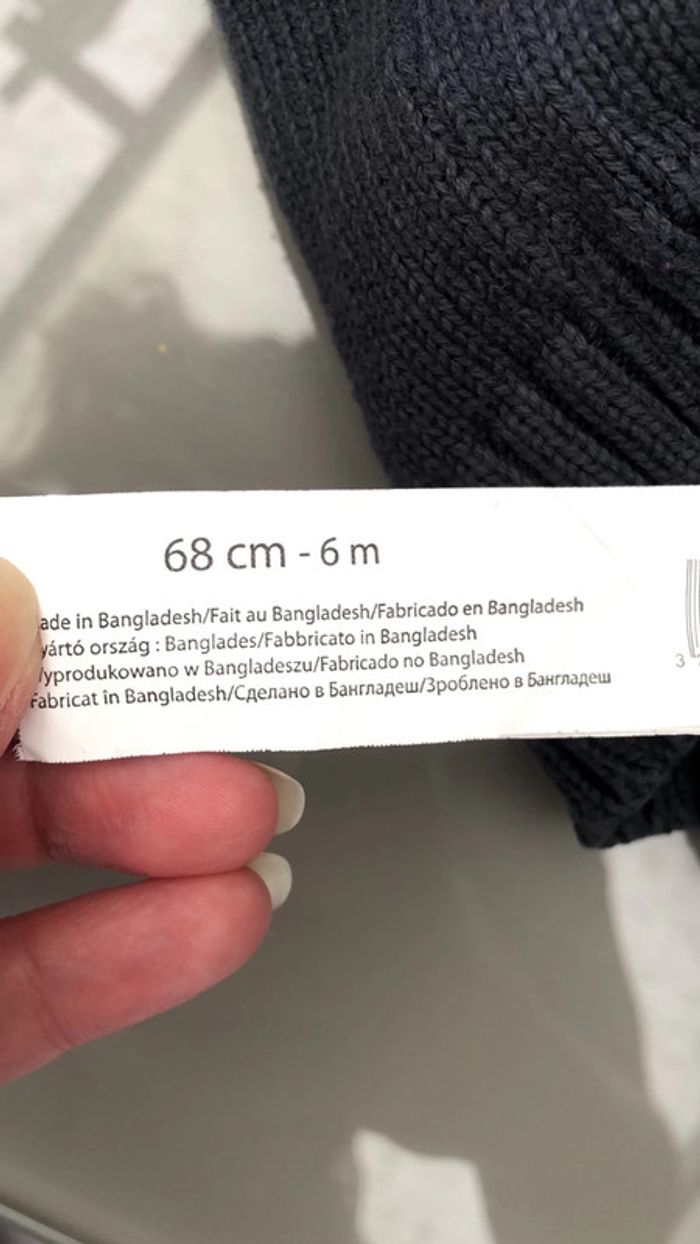 68 cm - 6 m
ade in Bangladesh/Fait au Bangladesh/Fabricado en Bangladesh
yártó ország : Banglades/Fabbricato in Bangladesh
yprodukowano w Bangladeszu/Fabricado no Bangladesh
Fabricat în Bangladesh/Сделано в Бангладеш/Зроблено в Бангладеш
3